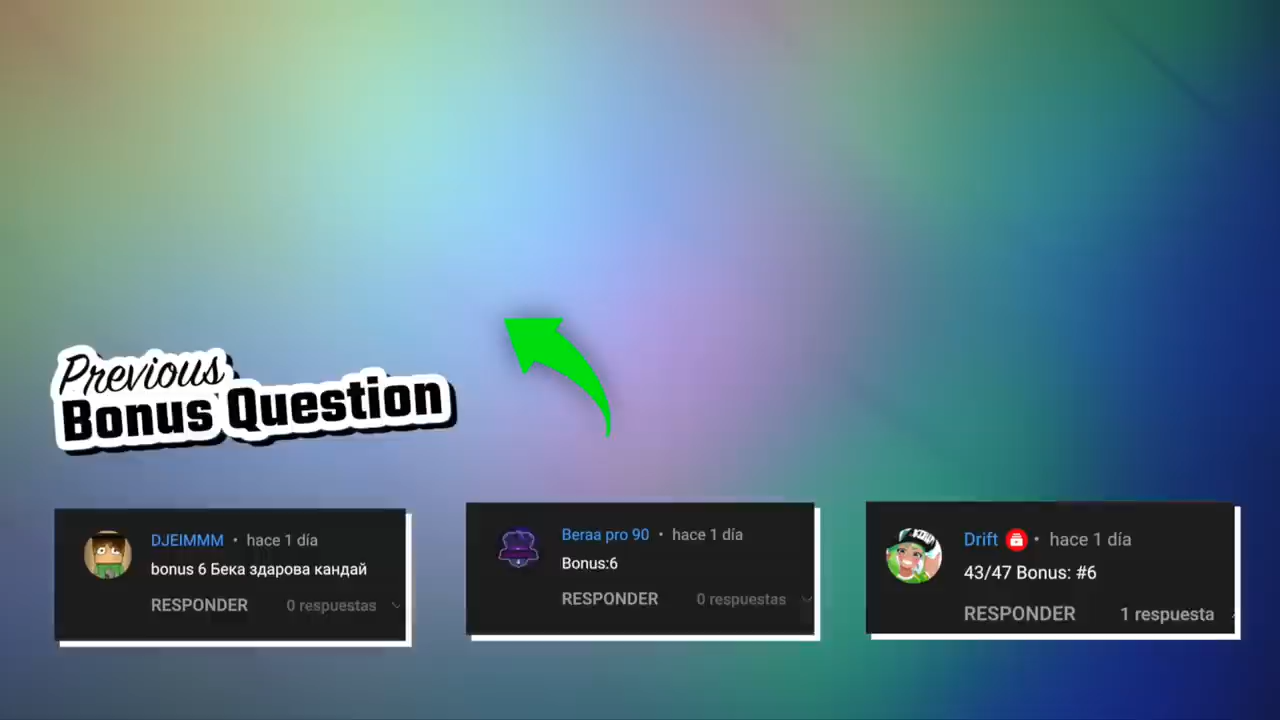 Previous
Bonus Question
DJEIMMM • hace 1 día
bonus 6 Бека здарова кандай
RESPONDER 0 respuestas
Beraa pro 90 • hace 1 día
Bonus:6
RESPONDER 0 respuestas
Drift • hace 1 día
43/47 Bonus: #6
RESPONDER 1 respuesta